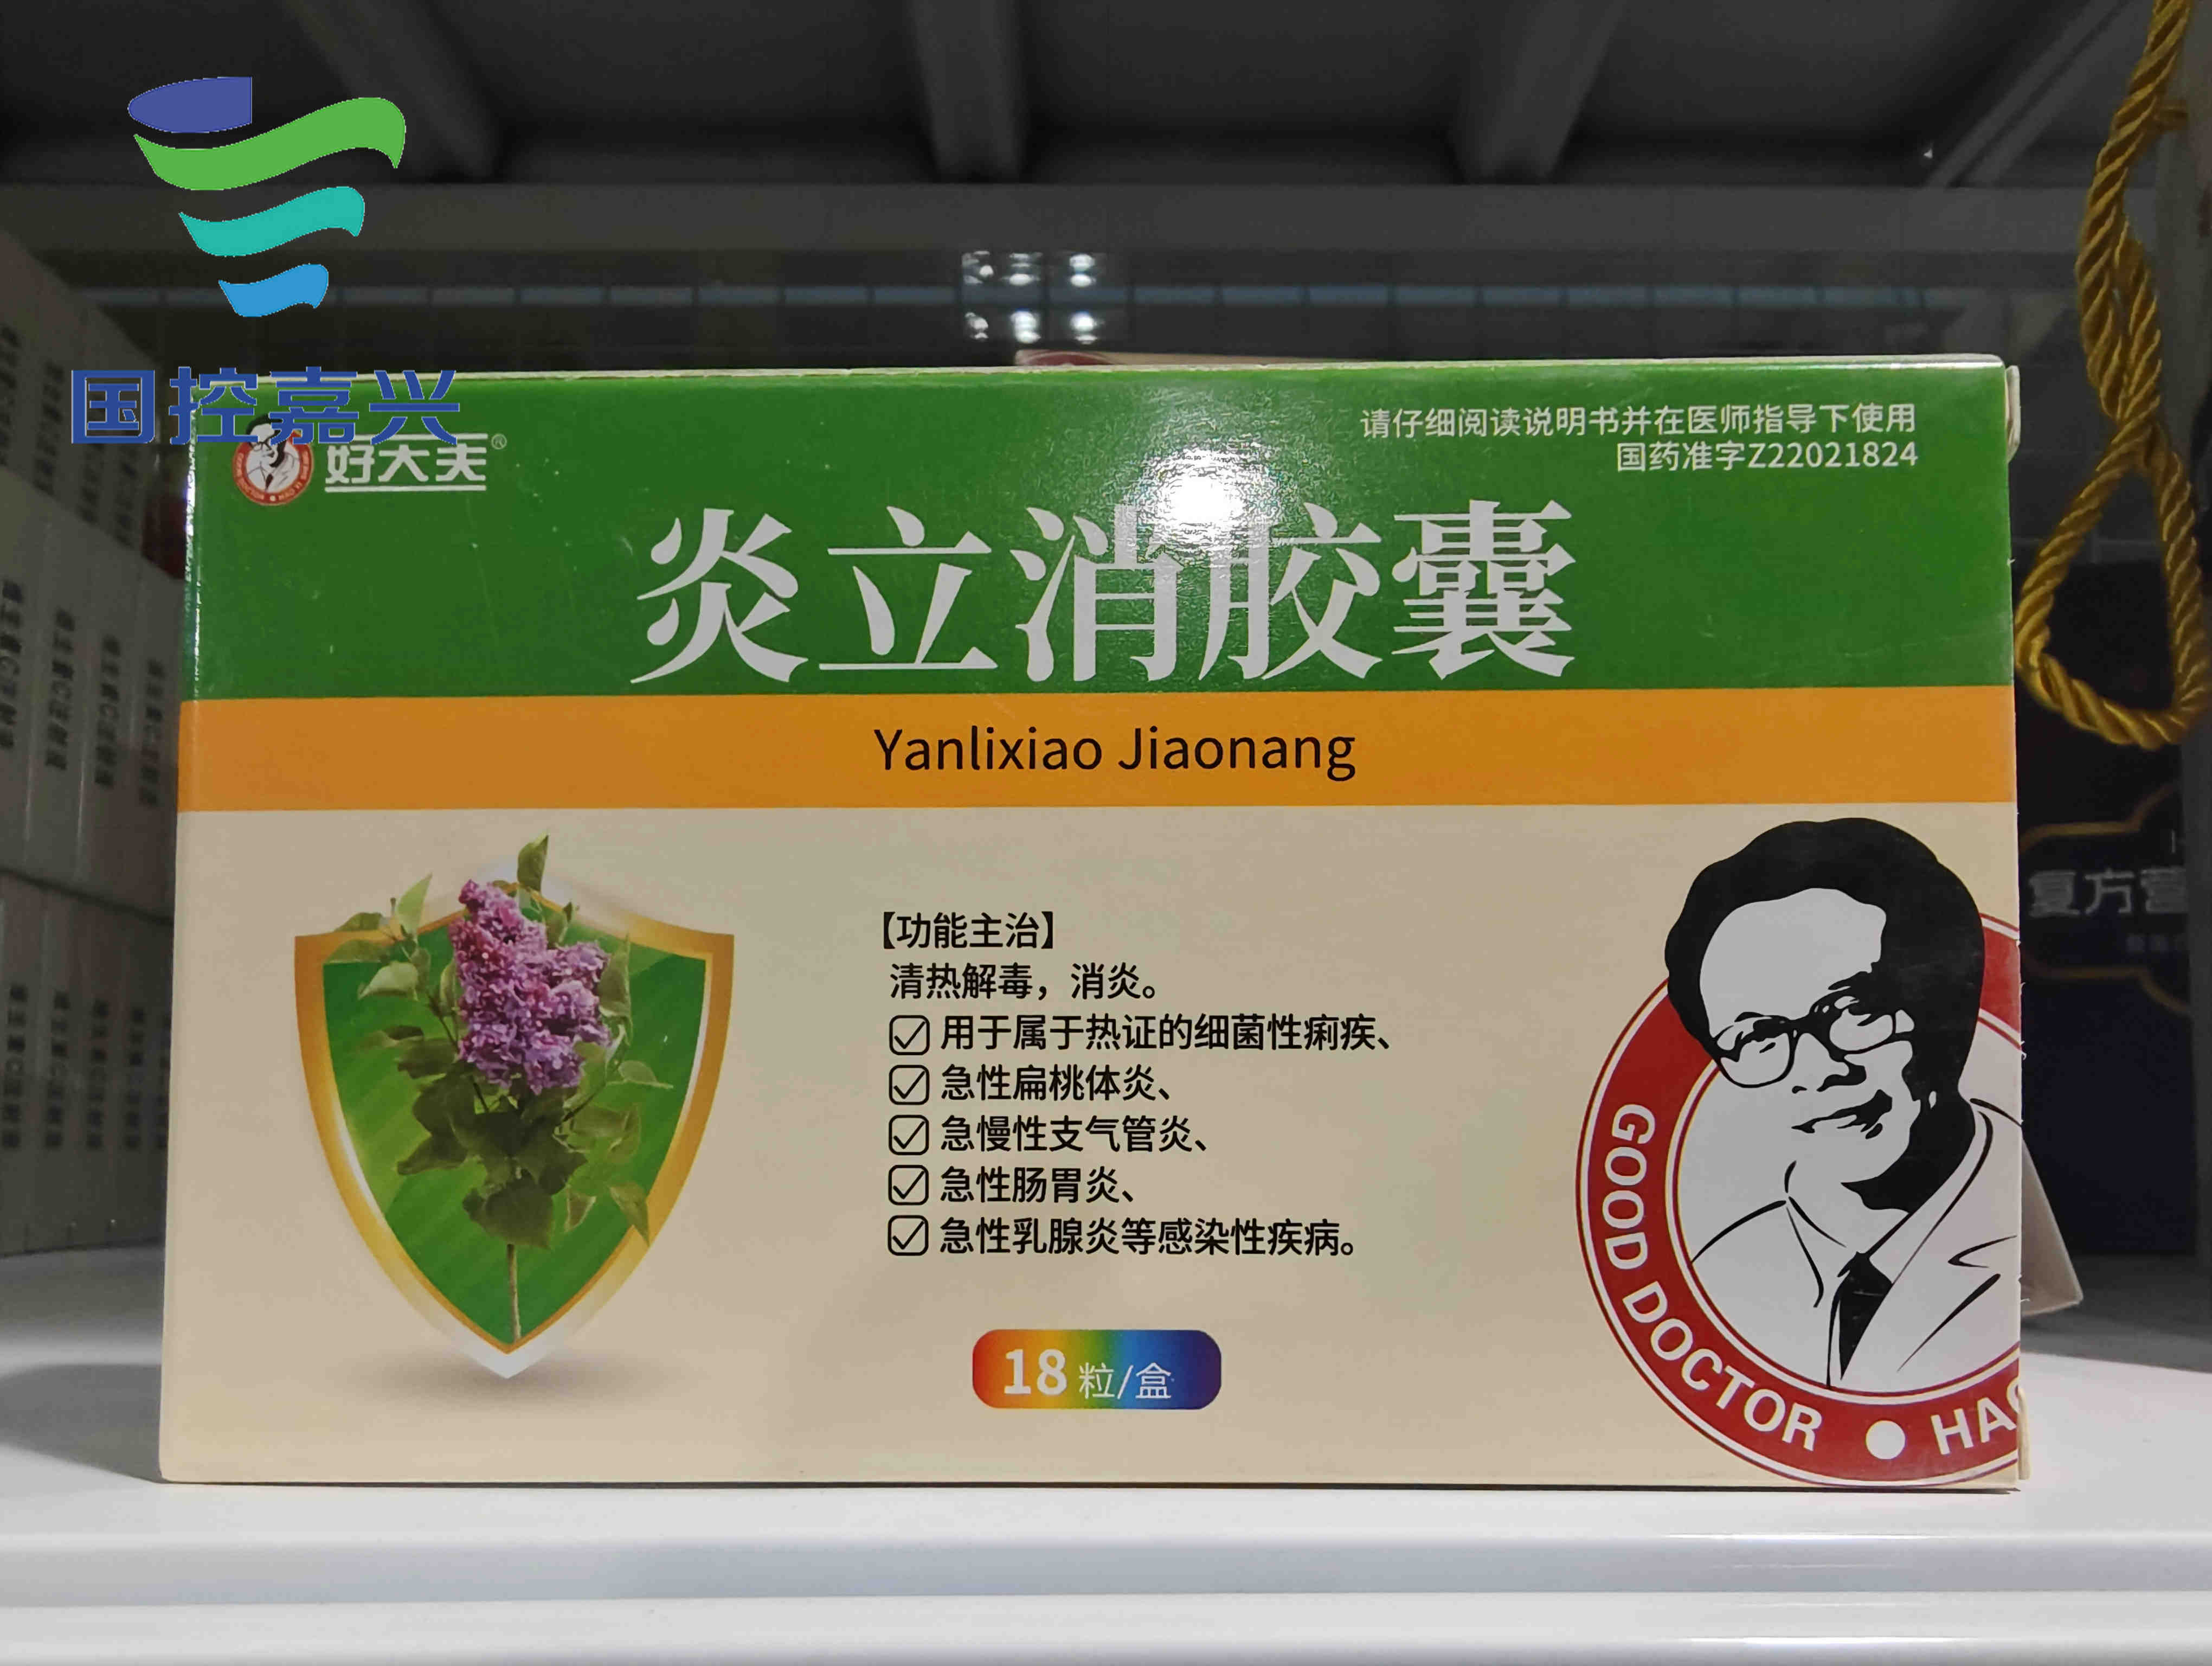 国控嘉兴
好大夫®
请仔细阅读说明书并在医师指导下使用
国药准字Z22021824
炎立消胶囊
Yanlixiao Jiaonang
【功能主治】
清热解毒，消炎。
用于属于热证的细菌性痢疾、
急性扁桃体炎、
急慢性支气管炎、
急性肠胃炎、
急性乳腺炎等感染性疾病。
18粒/盒
GOOD DOCTOR ● HAO
复方